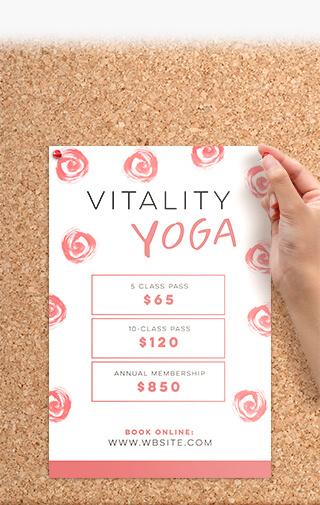 VITALITY
YOGA
5 CLASS PASS
$65
10-CLASS PASS
$120
ANNUAL MEMBERSHIP
$850
BOOK ONLINE:
WWW.WBSITE.COM